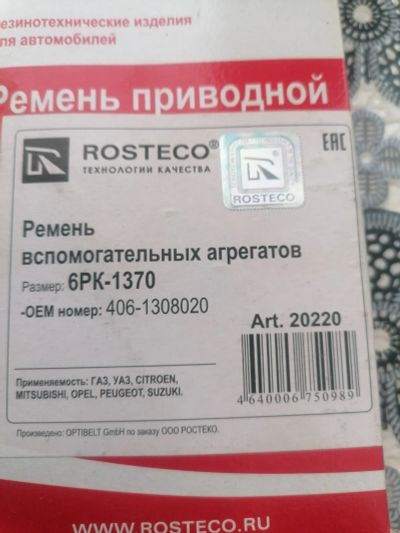 резинотехнические изделия
для автомобилей
Ремень приводной
ROSTECO®
ТЕХНОЛОГИИ КАЧЕСТВА
ROSTECO
ЕАС
Ремень
вспомогательных агрегатов
Размер: 6РК-1370
-OEM номер: 406-1308020
Art. 20220
Применяемость: ГАЗ, УАЗ, CITROEN,
MITSUBISHI, OPEL, PEUGEOT, SUZUKI.
4 640006 750989
Произведено: OPTIBELT GmbH по заказу ООО РОСТЕКО.
WWW.ROSTECO.RU